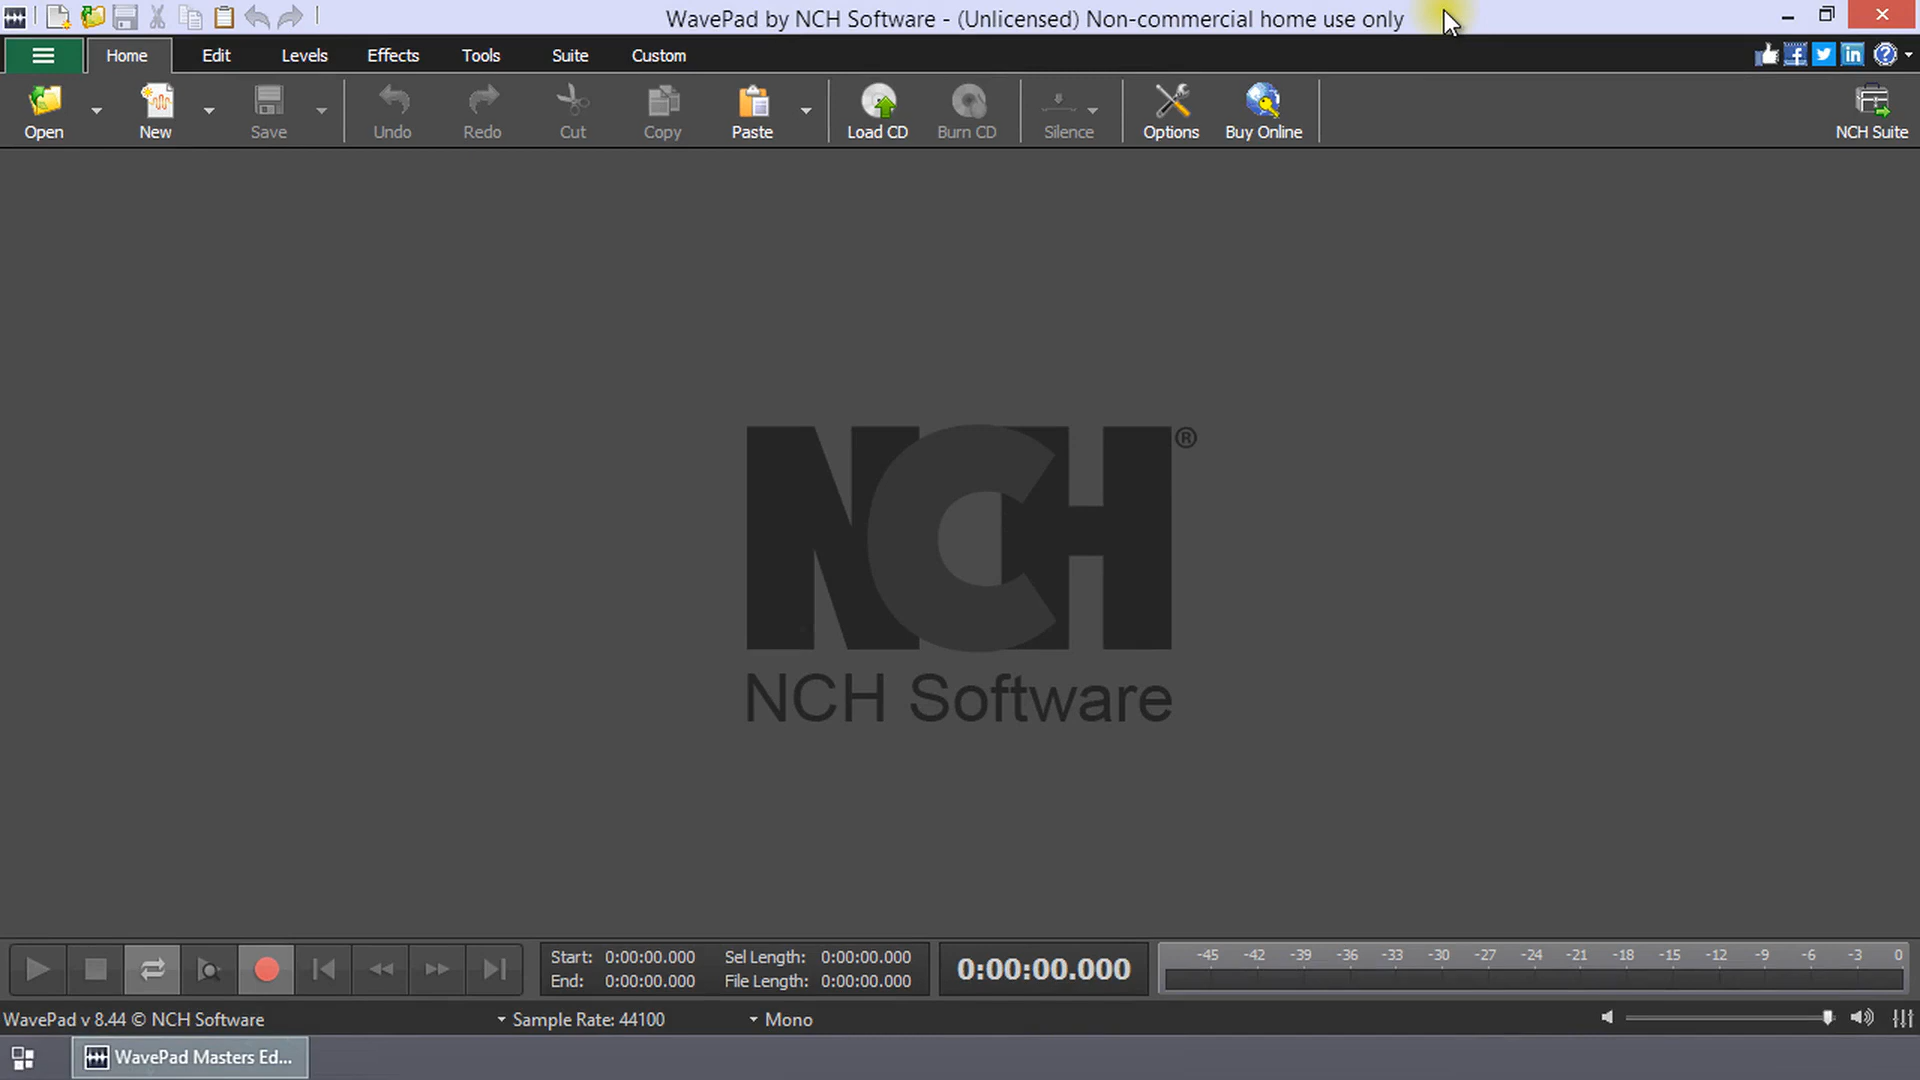 WavePad by NCH Software - (Unlicensed) Non-commercial home use only
Home Edit Levels Effects Tools Suite Custom
Open New Save Undo Redo Cut Copy Paste Load CD Burn CD Silence Options Buy Online NCH Suite
NCH®
NCH Software
Start: 0:00:00.000 Sel Length: 0:00:00.000
End: 0:00:00.000 File Length: 0:00:00.000
0:00:00.000
-45 -42 -39 -36 -33 -30 -27 -24 -21 -18 -15 -12 -9 -6 -3 0
WavePad v 8.44 © NCH Software Sample Rate: 44100 Mono
WavePad Masters Ed...